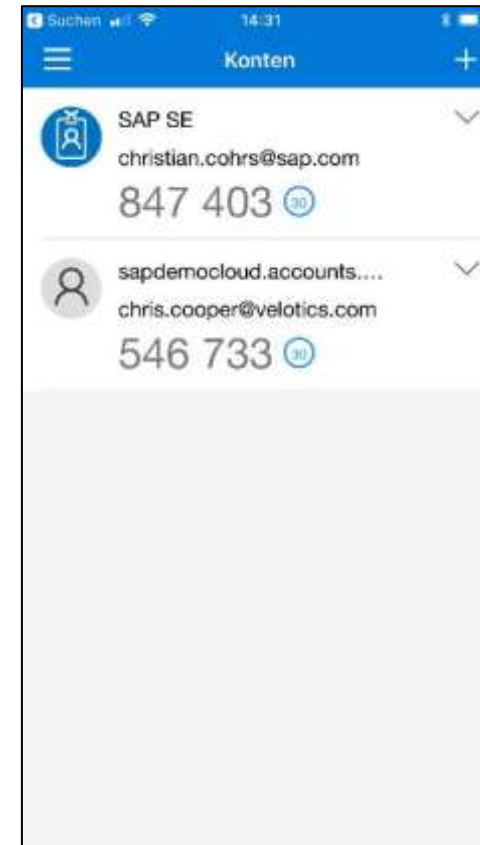 Suchen 14:31
Konten
SAP SE
christian.cohrs@sap.com
847 403 30
sapdemocloud.accounts....
chris.cooper@velotics.com
546 733 30